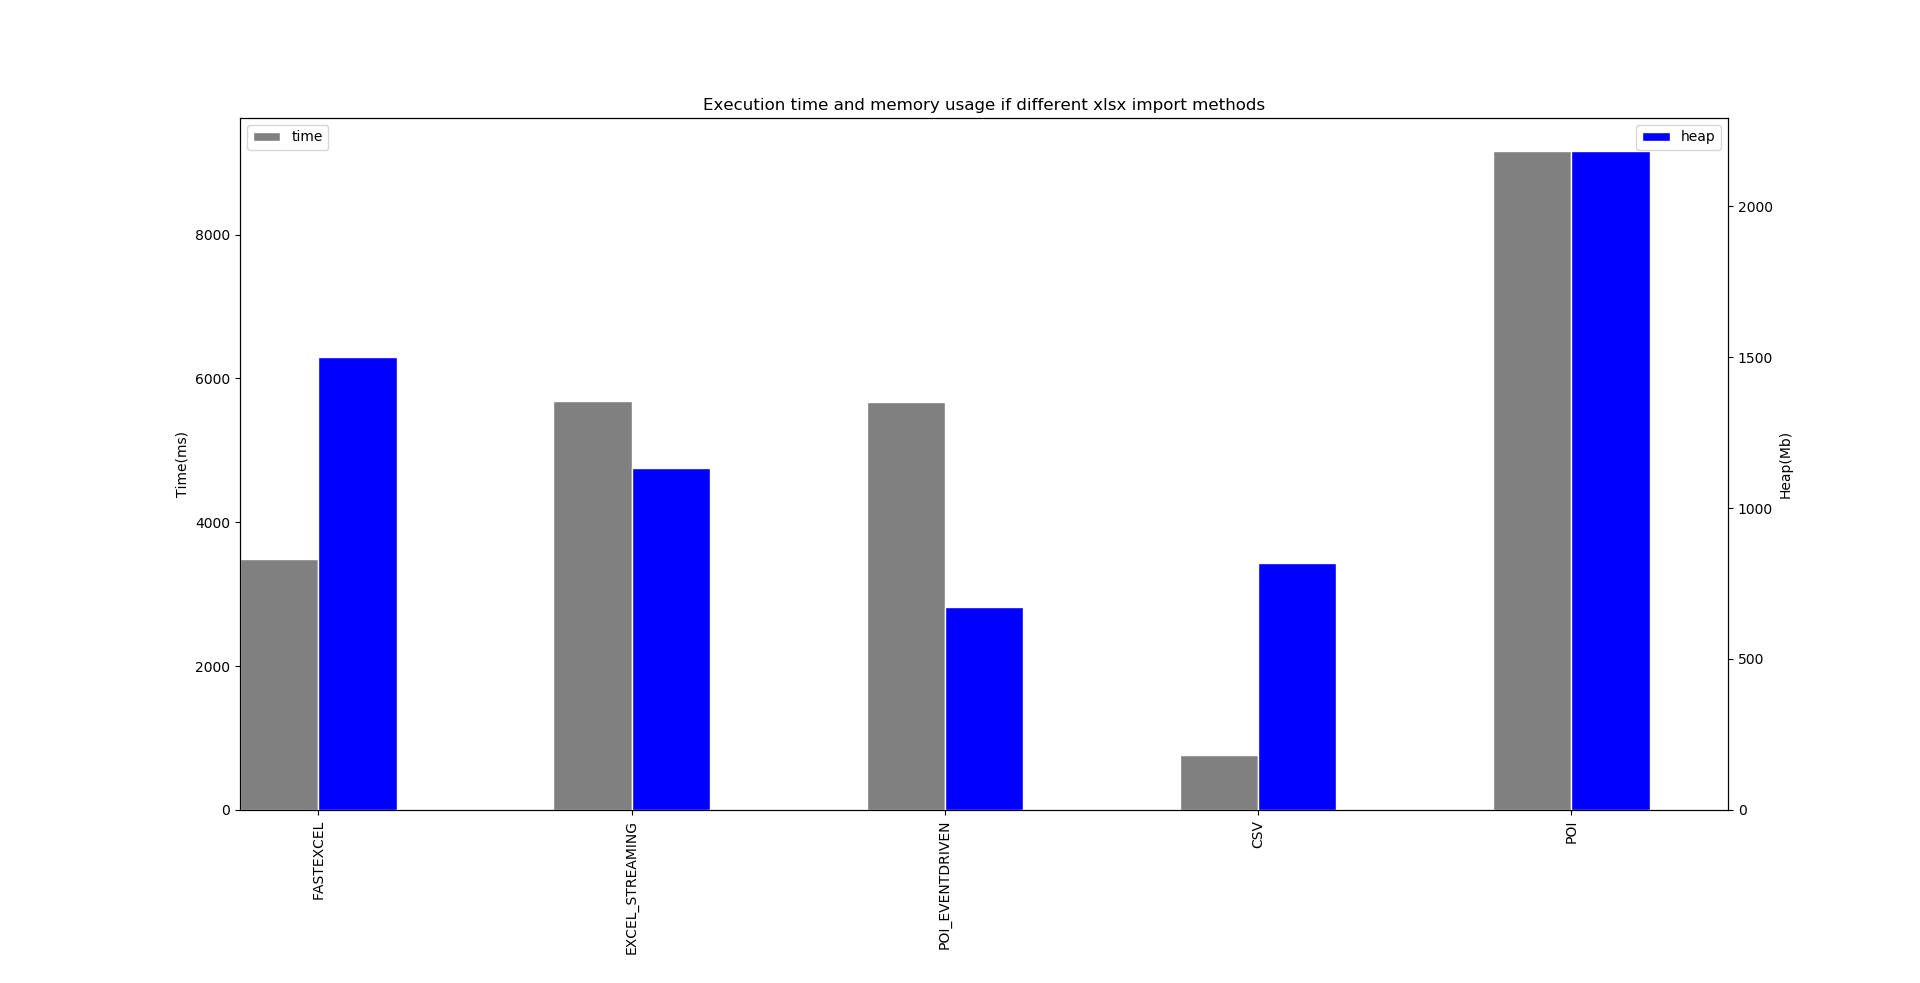 Execution time and memory usage if different xlsx import methods
time
heap
8000
6000
4000
2000
0
Time(ms)
2000
1500
1000
500
0
Heap(Mb)
FASTEXCEL
EXCEL_STREAMING
POI_EVENTDRIVEN
CSV
POI